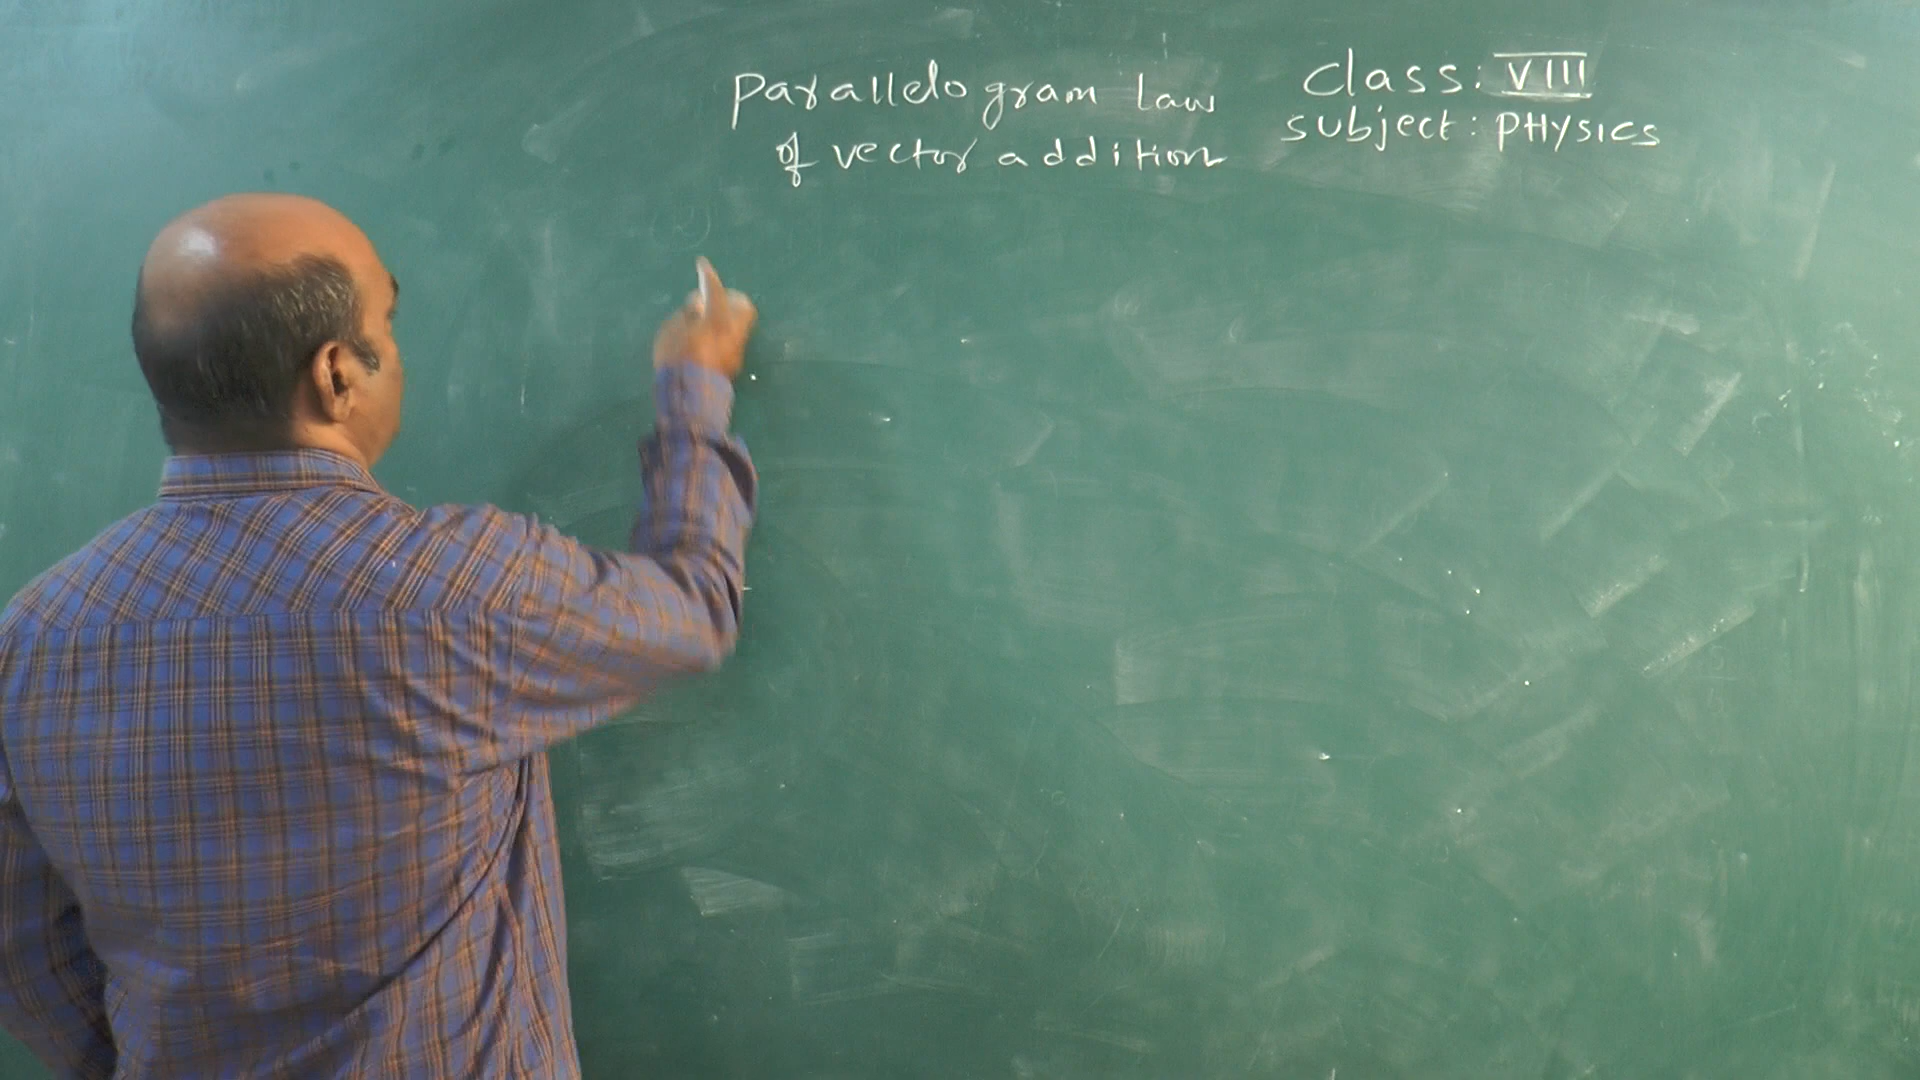 Parallelogram Law
of vector addition
Class: VIII
Subject: PHYSICS